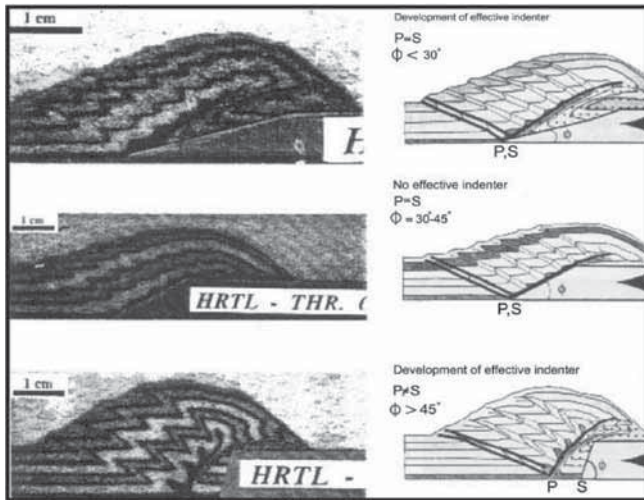 1 cm
H
Development of effective indenter
P=S
Φ < 30°
P,S
Φ
1 cm
HRTL - THR. (
No effective indenter
P=S
Φ = 30°-45°
P,S
Φ
1 cm
HRTL -
Development of effective indenter
P≠S
Φ > 45°
P
S
Φ